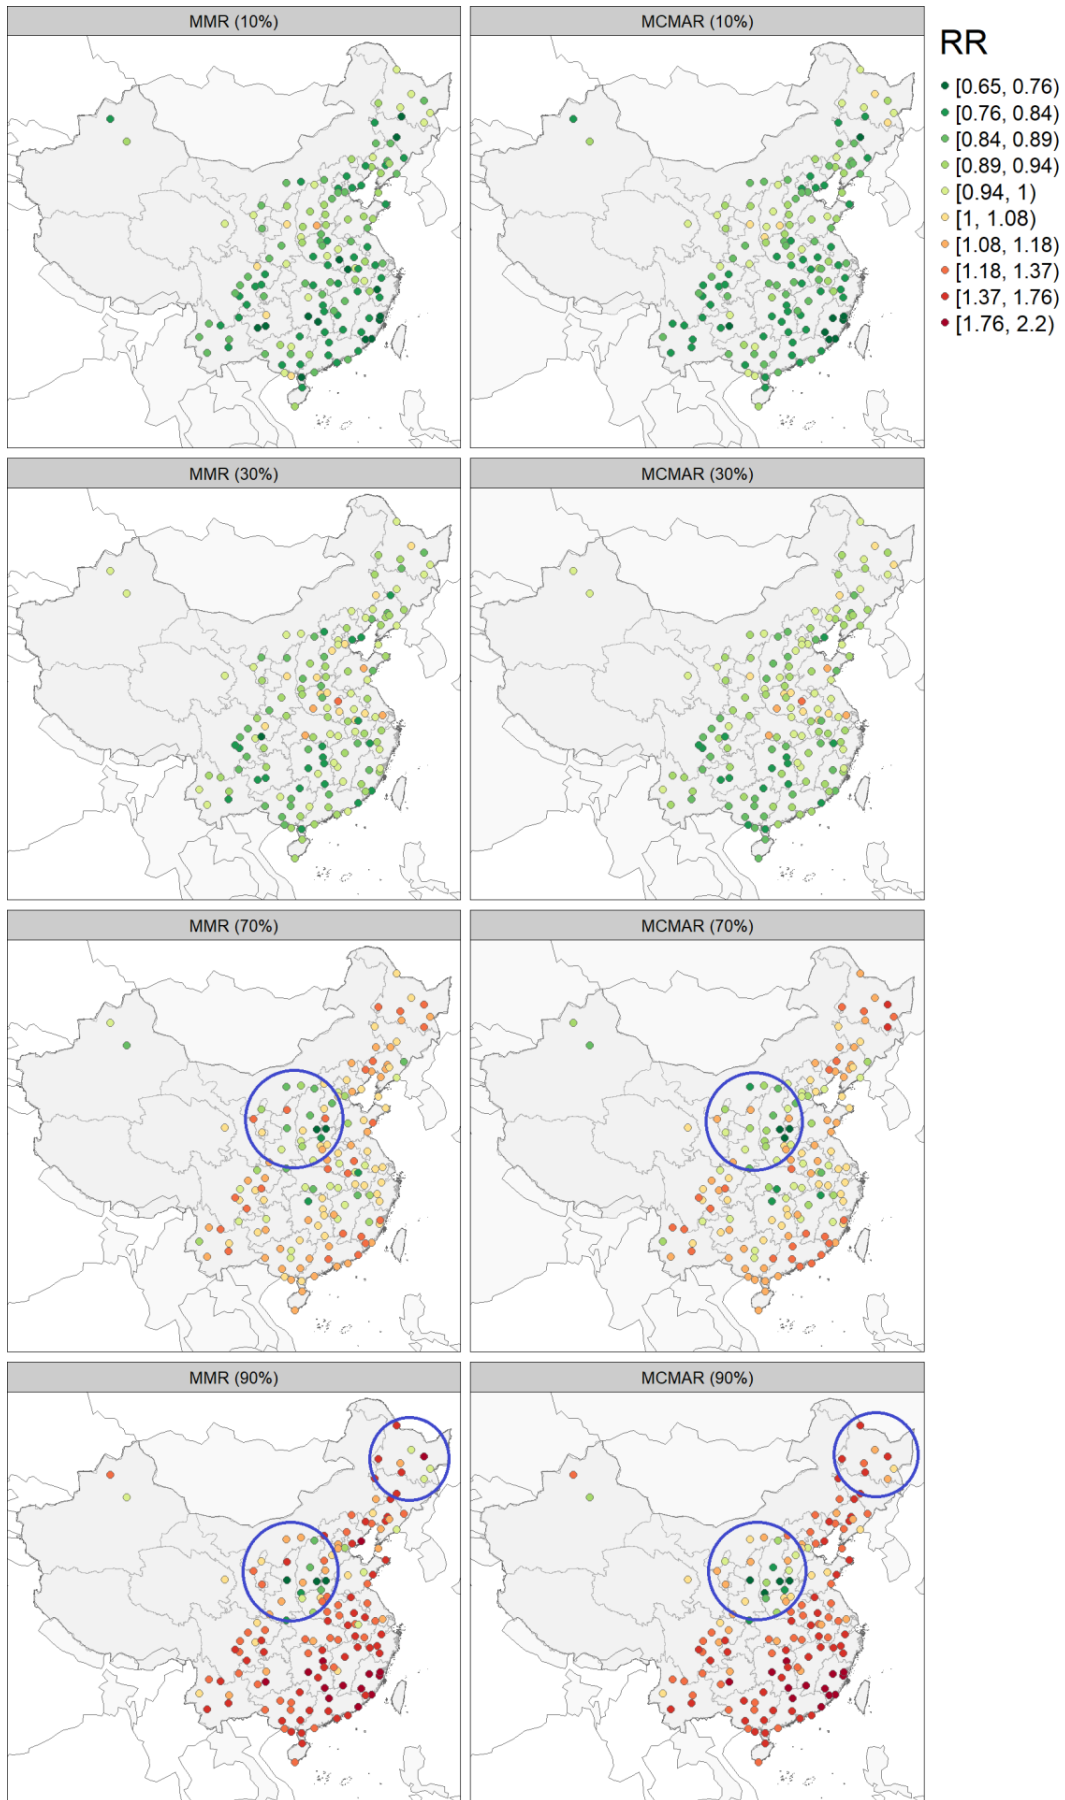 MMR (10%)
MCMAR (10%)
RR
[0.65, 0.76)
[0.76, 0.84)
[0.84, 0.89)
[0.89, 0.94)
[0.94, 1)
[1, 1.08)
[1.08, 1.18)
[1.18, 1.37)
[1.37, 1.76)
[1.76, 2.2)
MMR (30%)
MCMAR (30%)
MMR (70%)
MCMAR (70%)
MMR (90%)
MCMAR (90%)